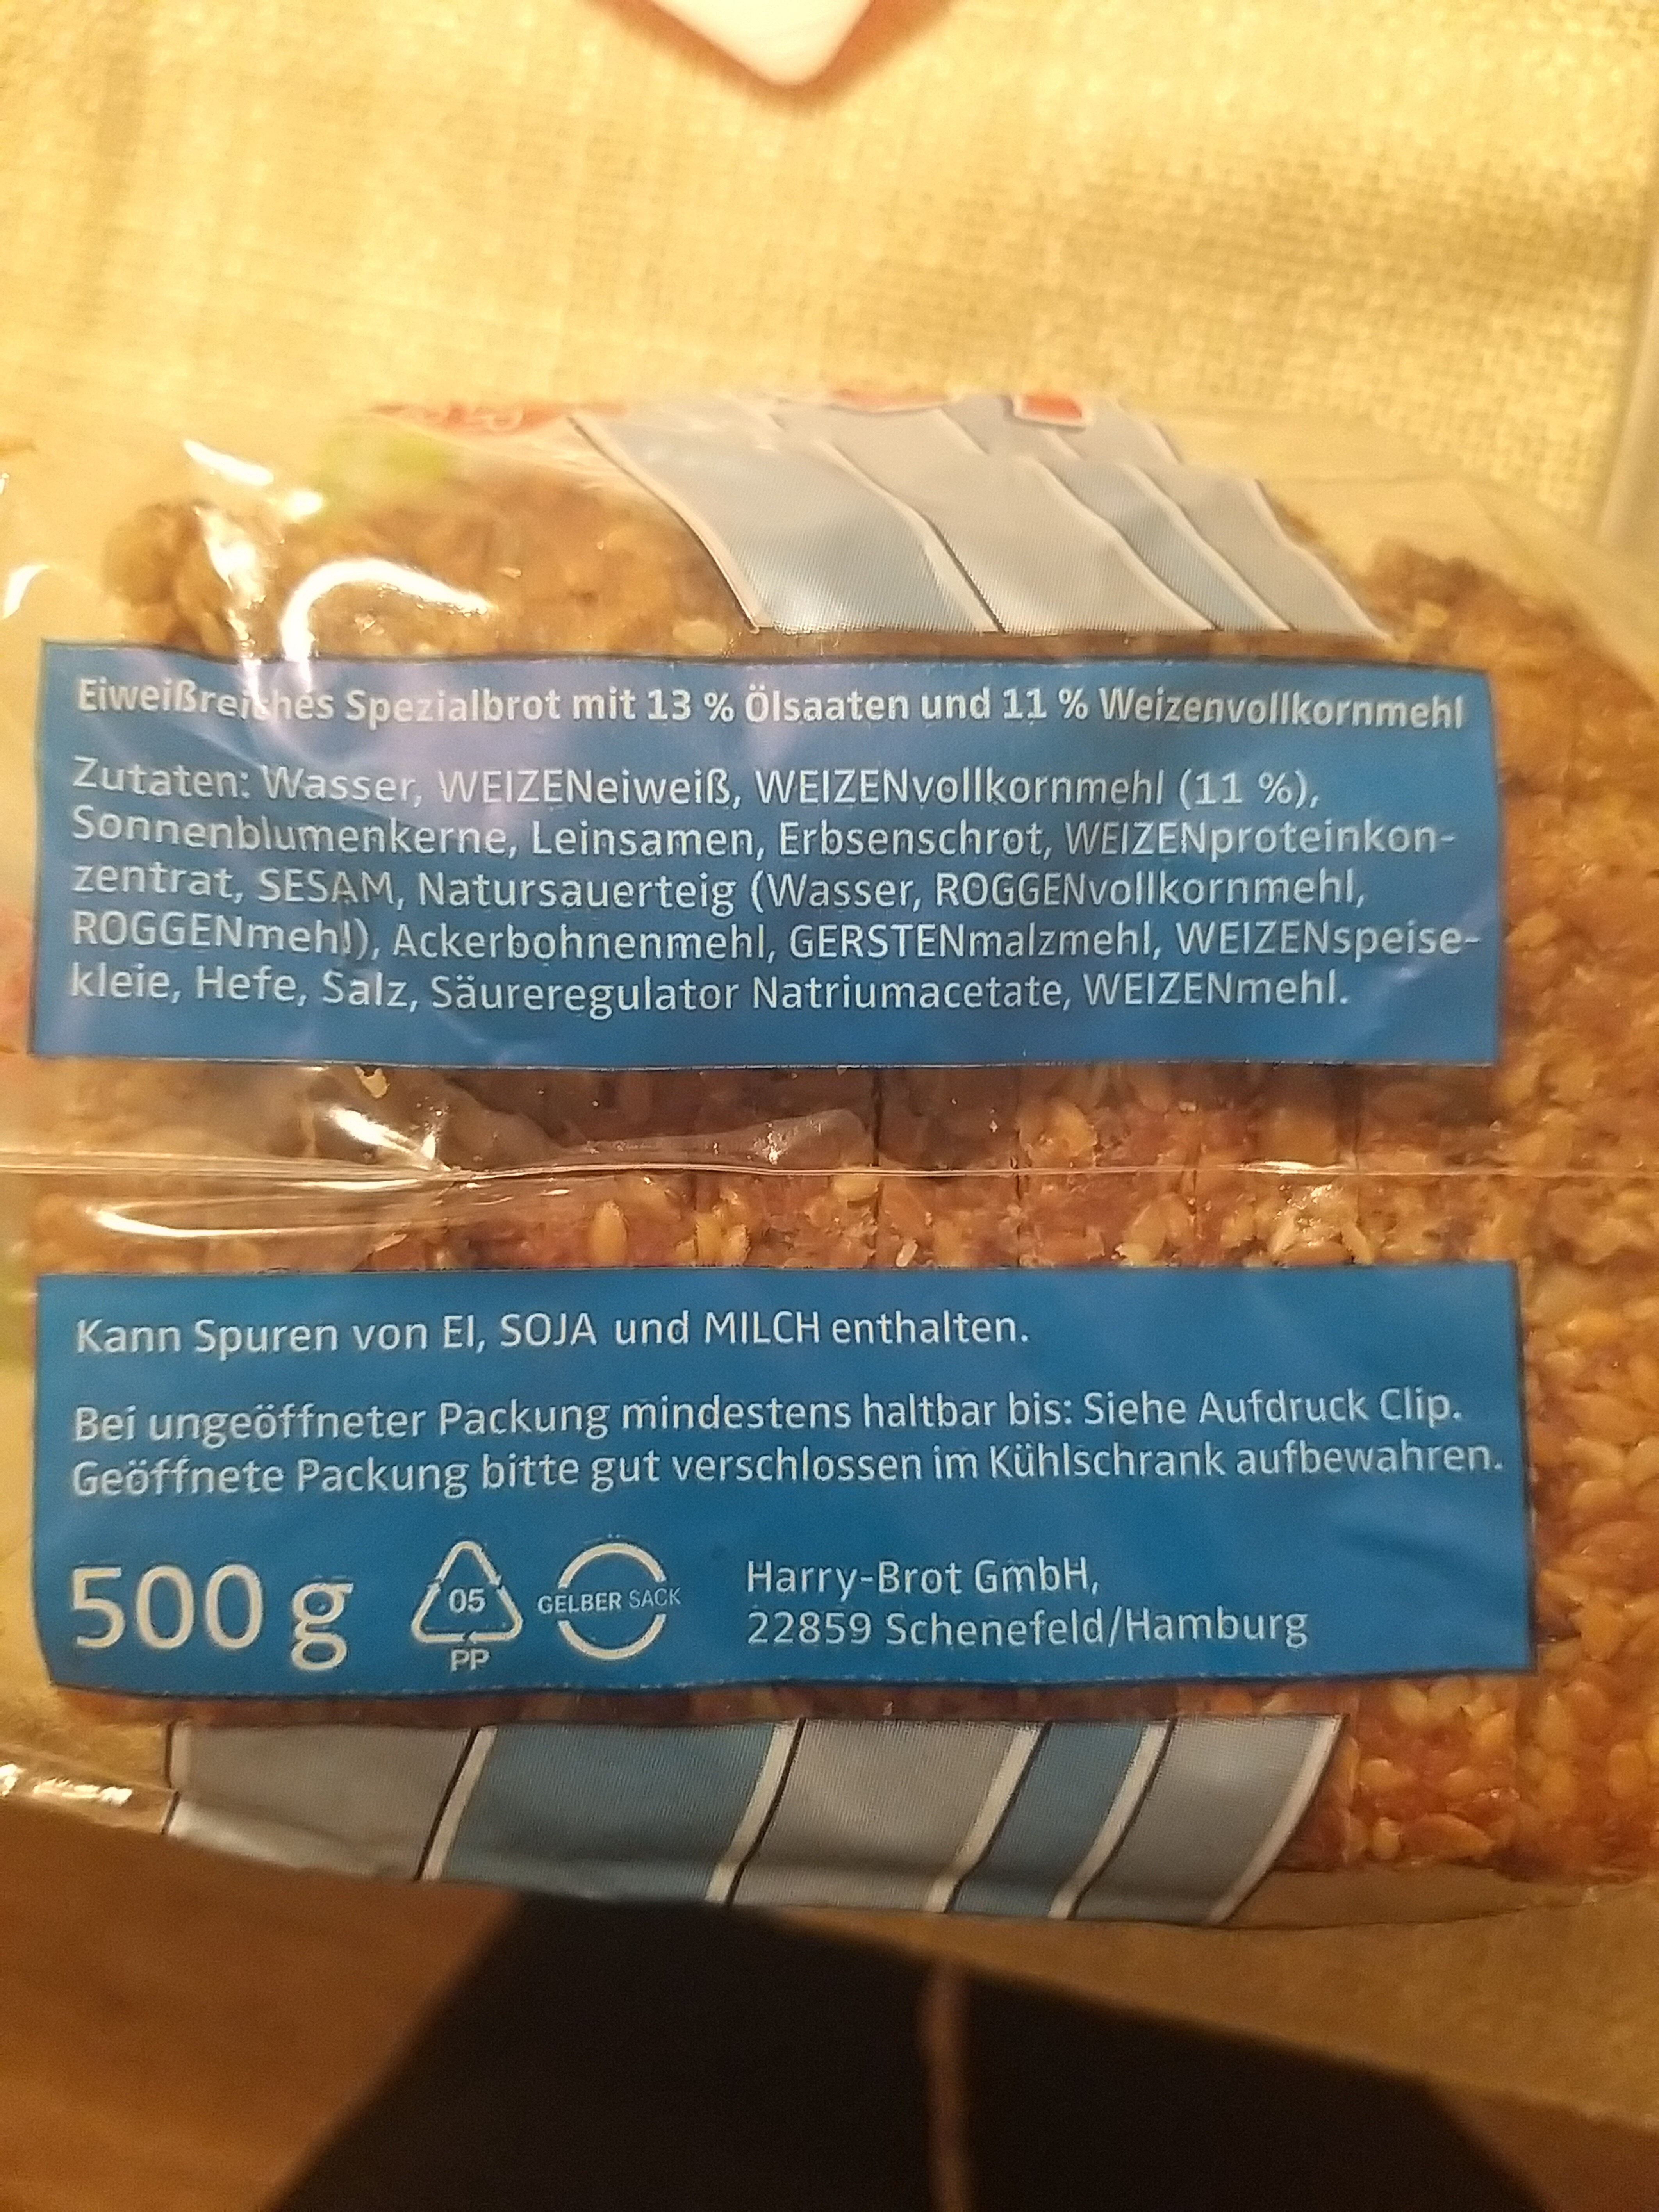 Eiweißreiches Spezialbrot mit 13 % Ölsaaten und 11 % Weizenvollkornmehl
Zutaten: Wasser, WEIZENeiweiß, WEIZENvollkornmehl (11 %),
Sonnenblumenkerne, Leinsamen, Erbsenschrot, WEIZENproteinkon-
zentrat, SESAM, Natursauerteig (Wasser, ROGGENvollkornmehl,
ROGGENmehl), Ackerbohnenmehl, GERSTENmalzmehl, WEIZENspeise-
kleie, Hefe, Salz, Säureregulator Natriumacetate, WEIZENmehl.
Kann Spuren von EI, SOJA und MILCH enthalten.
Bei ungeöffneter Packung mindestens haltbar bis: Siehe Aufdruck Clip.
Geöffnete Packung bitte gut verschlossen im Kühlschrank aufbewahren.
500 g
05
PP
GELBER SACK
Harry-Brot GmbH,
22859 Schenefeld/Hamburg